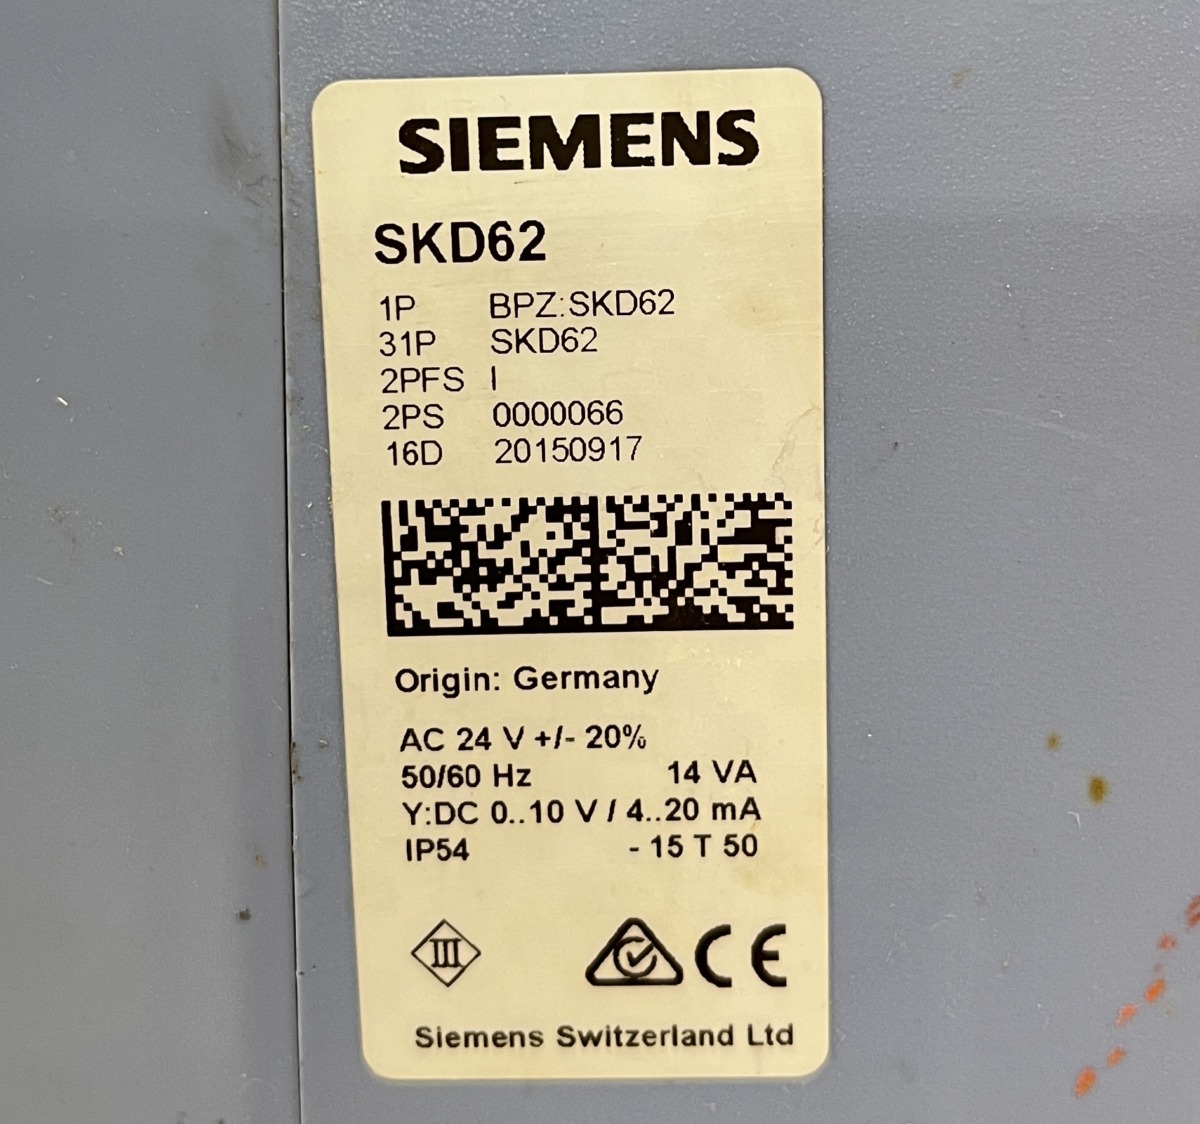 SIEMENS
SKD62
1P BPZ:SKD62
31P SKD62
2PFS I
2PS 0000066
16D 20150917
Origin: Germany
AC 24 V +/- 20%
50/60 Hz 14 VA
Y:DC 0..10 V / 4..20 mA
IP54 - 15 T 50
III
CE
Siemens Switzerland Ltd